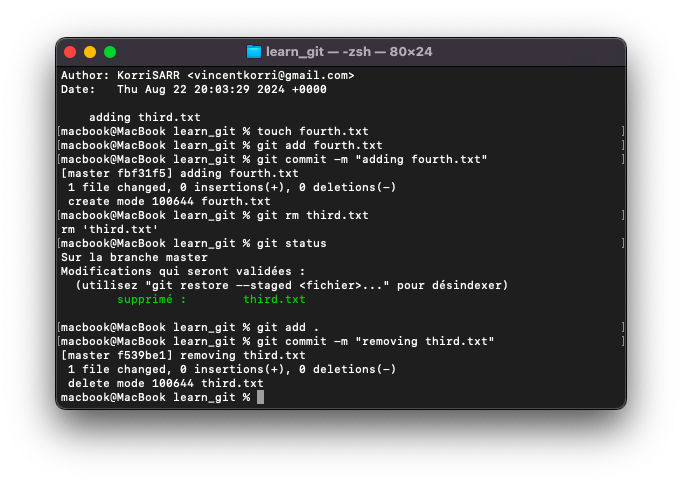 learn_git — -zsh — 80×24
Author: KorriSARR <vincentkorri@gmail.com>
Date:   Thu Aug 22 20:03:29 2024 +0000

    adding third.txt
[macbook@MacBook learn_git % touch fourth.txt ]
[macbook@MacBook learn_git % git add fourth.txt ]
[macbook@MacBook learn_git % git commit -m "adding fourth.txt" ]
[master fbf31f5] adding fourth.txt
 1 file changed, 0 insertions(+), 0 deletions(-)
 create mode 100644 fourth.txt
[macbook@MacBook learn_git % git rm third.txt ]
rm 'third.txt'
[macbook@MacBook learn_git % git status ]
Sur la branche master
Modifications qui seront validées :
  (utilisez "git restore --staged <fichier>..." pour désindexer)
        supprimé :        third.txt

[macbook@MacBook learn_git % git add . ]
[macbook@MacBook learn_git % git commit -m "removing third.txt" ]
[master f539be1] removing third.txt
 1 file changed, 0 insertions(+), 0 deletions(-)
 delete mode 100644 third.txt
macbook@MacBook learn_git %